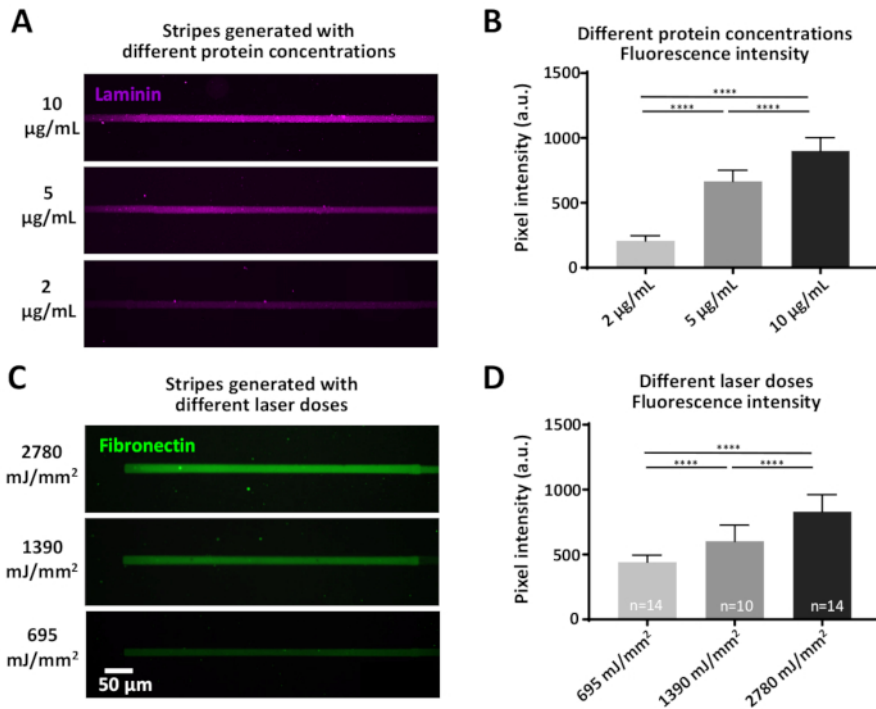 A
Stripes generated with
different protein concentrations
Laminin
10
µg/mL
5
µg/mL
2
µg/mL
B
Different protein concentrations
Fluorescence intensity
Pixel intensity (a.u.)
1500
1000
500
0
****
**** ****
2 µg/mL
5 µg/mL
10 µg/mL
C
Stripes generated with
different laser doses
Fibronectin
2780
mJ/mm²
1390
mJ/mm²
695
mJ/mm²
50 µm
D
Different laser doses
Fluorescence intensity
Pixel intensity (a.u.)
1500
1000
500
0
****
**** ****
n=14 n=10 n=14
695 mJ/mm²
1390 mJ/mm²
2780 mJ/mm²